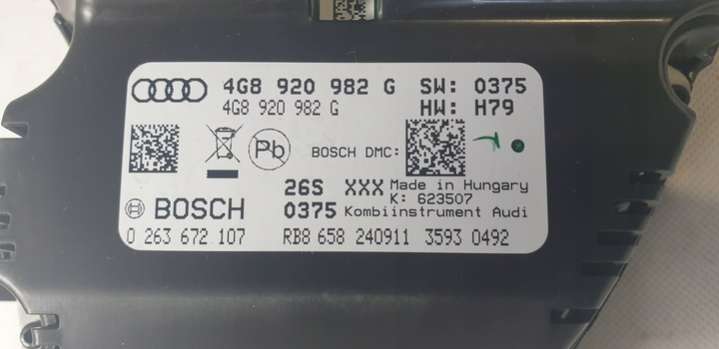 4G8 920 982 G SW: 0375
4G8 920 982 G HW: H79
Pb BOSCH DMC:
26S XXX Made in Hungary
K: 623507
BOSCH 0375 Kombiinstrument Audi
0 263 672 107 RB8 658 240911 3593 0492